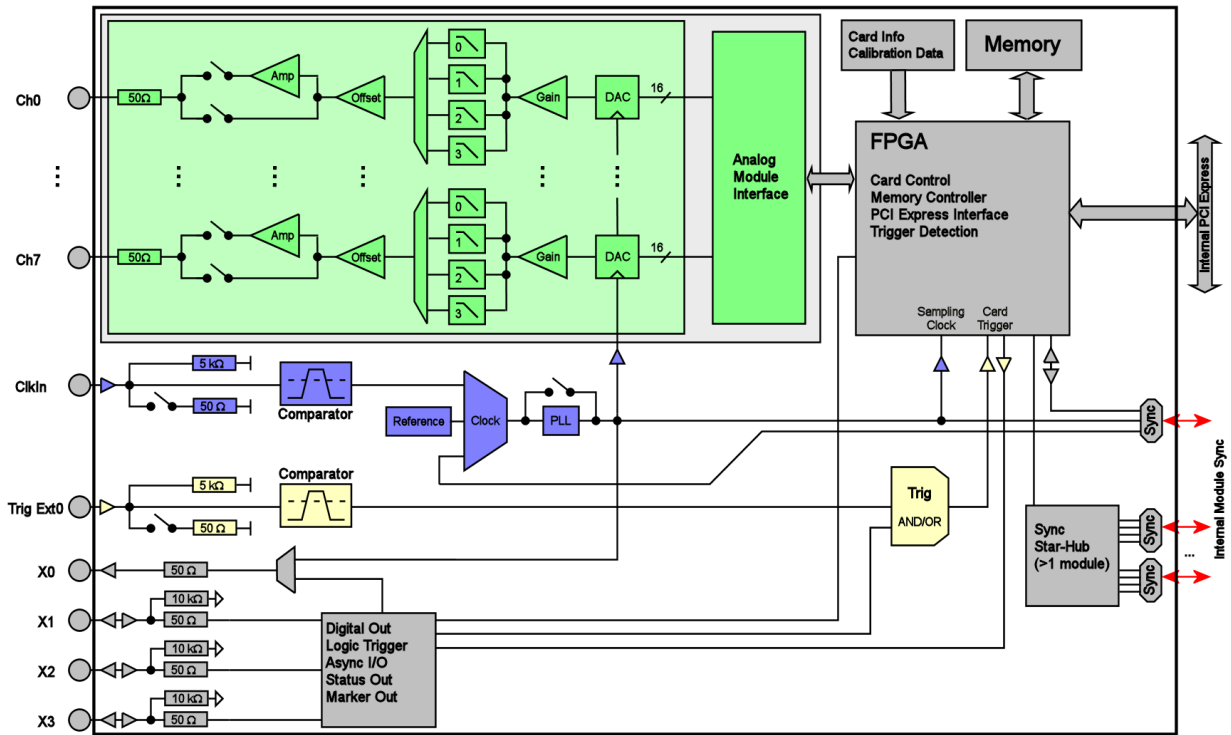 Card Info
Calibration Data
Memory
Ch0
50Ω
Amp
Offset
0
1
2
3
Gain
DAC
16
Analog
Module
Interface
FPGA
Card Control
Memory Controller
PCI Express Interface
Trigger Detection
Sampling
Clock
Card
Trigger
Internal PCI Express
Ch7
50Ω
Amp
Offset
0
1
2
3
Gain
DAC
16
ClkIn
5 kΩ
50 Ω
Comparator
Reference
Clock
PLL
Sync
Internal Module Sync
Trig Ext0
5 kΩ
50 Ω
Comparator
Trig
AND/OR
Sync
Star-Hub
(>1 module)
Sync
...
Sync
X0
50 Ω
X1
10 kΩ
50 Ω
X2
10 kΩ
50 Ω
X3
10 kΩ
50 Ω
Digital Out
Logic Trigger
Async I/O
Status Out
Marker Out